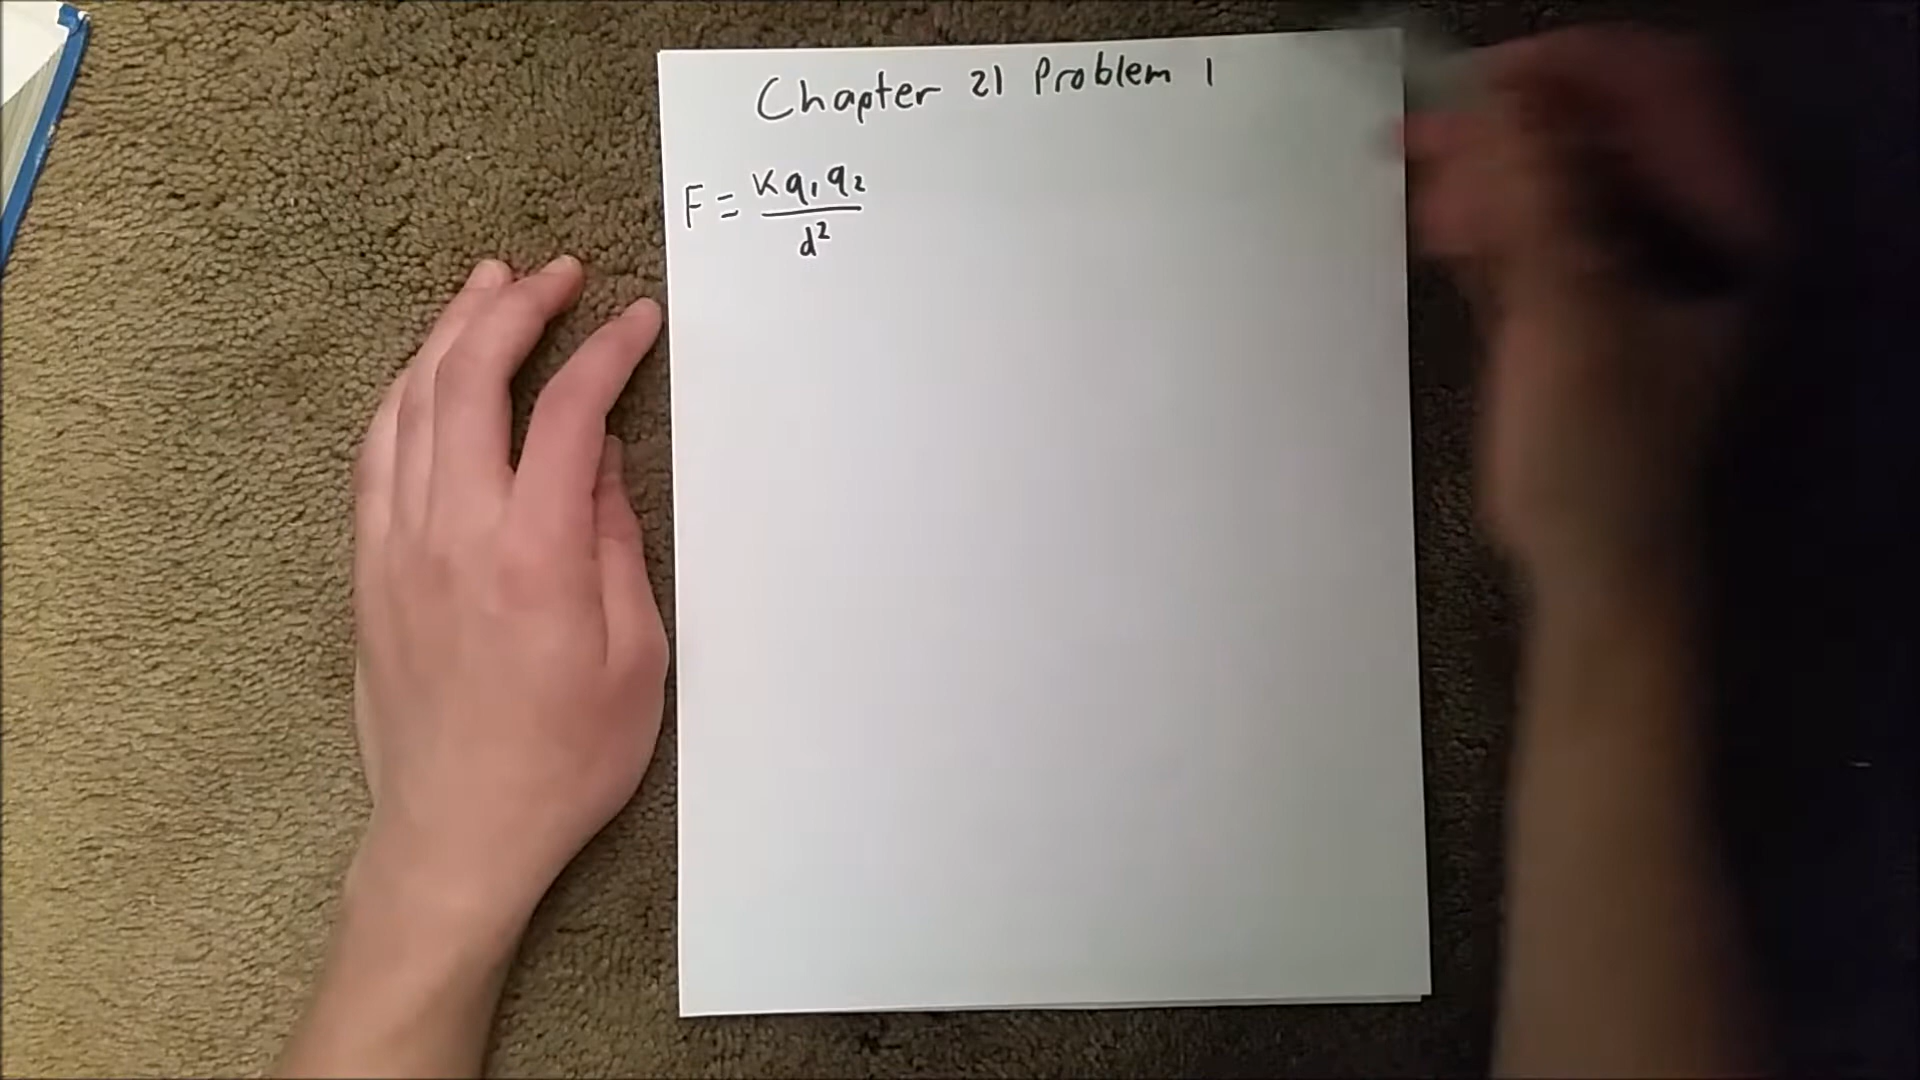 Chapter 21 Problem 1
F = Kq₁q₂/d²